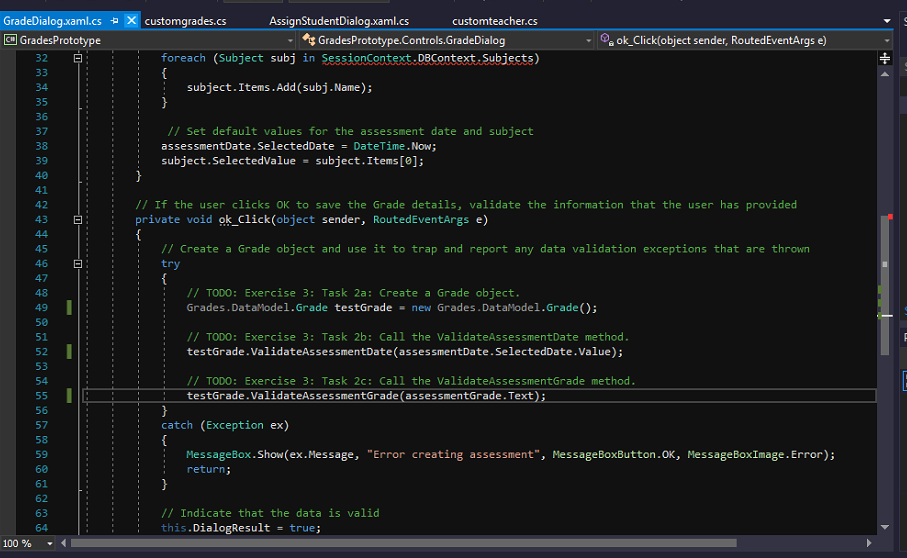 GradeDialog.xaml.cs customgrades.cs AssignStudentDialog.xaml.cs customteacher.cs
GradesPrototype GradesPrototype.Controls.GradeDialog ok_Click(object sender, RoutedEventArgs e)
32 foreach (Subject subj in SessionContext.DBContext.Subjects)
33 {
34 subject.Items.Add(subj.Name);
35 }
36
37 // Set default values for the assessment date and subject
38 assessmentDate.SelectedDate = DateTime.Now;
39 subject.SelectedValue = subject.Items[0];
40 }
41
42 // If the user clicks OK to save the Grade details, validate the information that the user has provided
43 private void ok_Click(object sender, RoutedEventArgs e)
44 {
45 // Create a Grade object and use it to trap and report any data validation exceptions that are thrown
46 try
47 {
48 // TODO: Exercise 3: Task 2a: Create a Grade object.
49 Grades.DataModel.Grade testGrade = new Grades.DataModel.Grade();
50
51 // TODO: Exercise 3: Task 2b: Call the ValidateAssessmentDate method.
52 testGrade.ValidateAssessmentDate(assessmentDate.SelectedDate.Value);
53
54 // TODO: Exercise 3: Task 2c: Call the ValidateAssessmentGrade method.
55 testGrade.ValidateAssessmentGrade(assessmentGrade.Text);
56 }
57 catch (Exception ex)
58 {
59 MessageBox.Show(ex.Message, "Error creating assessment", MessageBoxButton.OK, MessageBoxImage.Error);
60 return;
61 }
62
63 // Indicate that the data is valid
64 this.DialogResult = true;
100 %